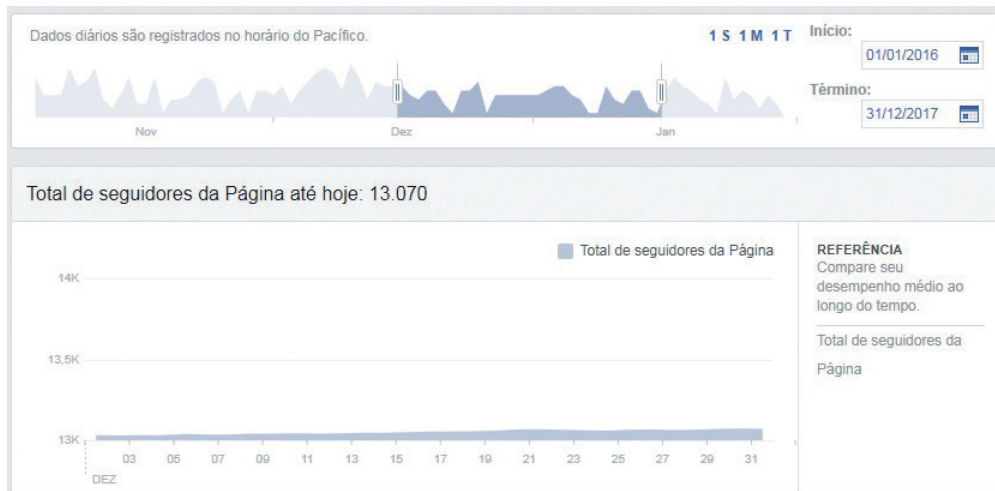 Dados diários são registrados no horário do Pacífico.
1 S 1 M 1 T
Início:
01/01/2016
Término:
31/12/2017
Nov
Dez
Jan
Total de seguidores da Página até hoje: 13.070
Total de seguidores da Página
14K
13,5K
13K
03 05 07 09 11 13 15 17 19 21 23 25 27 29 31
DEZ
REFERÊNCIA
Compare seu
desempenho médio ao
longo do tempo.
Total de seguidores da
Página